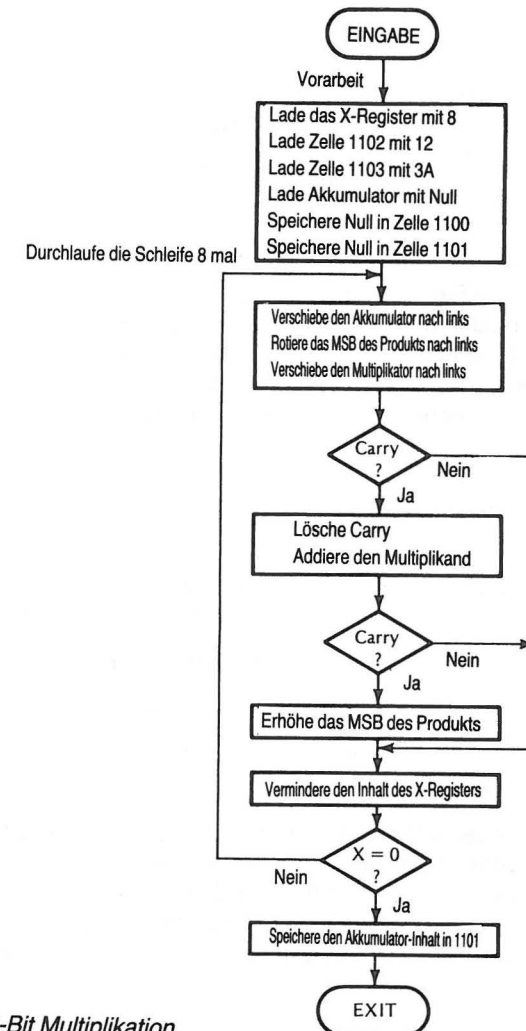 EINGABE
Vorarbeit
Lade das X-Register mit 8
Lade Zelle 1102 mit 12
Lade Zelle 1103 mit 3A
Lade Akkumulator mit Null
Speichere Null in Zelle 1100
Speichere Null in Zelle 1101
Durchlaufe die Schleife 8 mal
Verschiebe den Akkumulator nach links
Rotiere das MSB des Produkts nach links
Verschiebe den Multiplikator nach links
Carry
?
Nein
Ja
Lösche Carry
Addiere den Multiplikand
Carry
?
Nein
Ja
Erhöhe das MSB des Produkts
Vermindere den Inhalt des X-Registers
X = 0
?
Nein
Ja
Speichere den Akkumulator-Inhalt in 1101
EXIT
-Bit Multiplikation